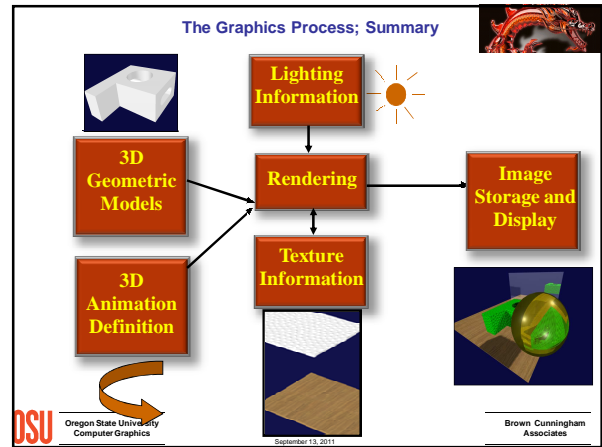 The Graphics Process; Summary
Lighting
Information
3D
Geometric
Models
Rendering
Image
Storage and
Display
Texture
Information
3D
Animation
Definition
OSU
Oregon State University
Computer Graphics
September 13, 2011
Brown Cunningham
Associates